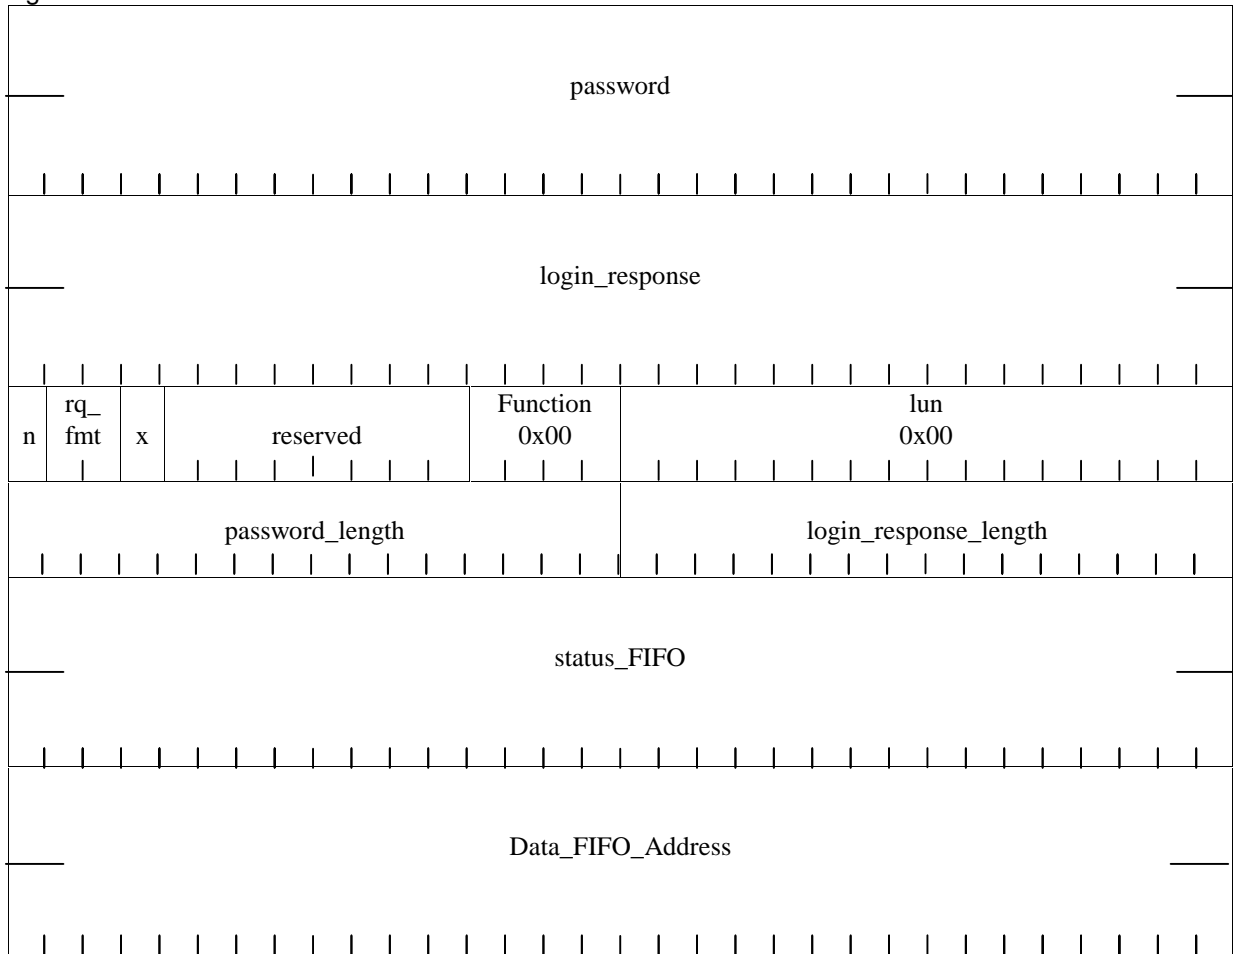 password
login_response
n rq_ fmt x reserved Function 0x00 lun 0x00
password_length login_response_length
status_FIFO
Data_FIFO_Address